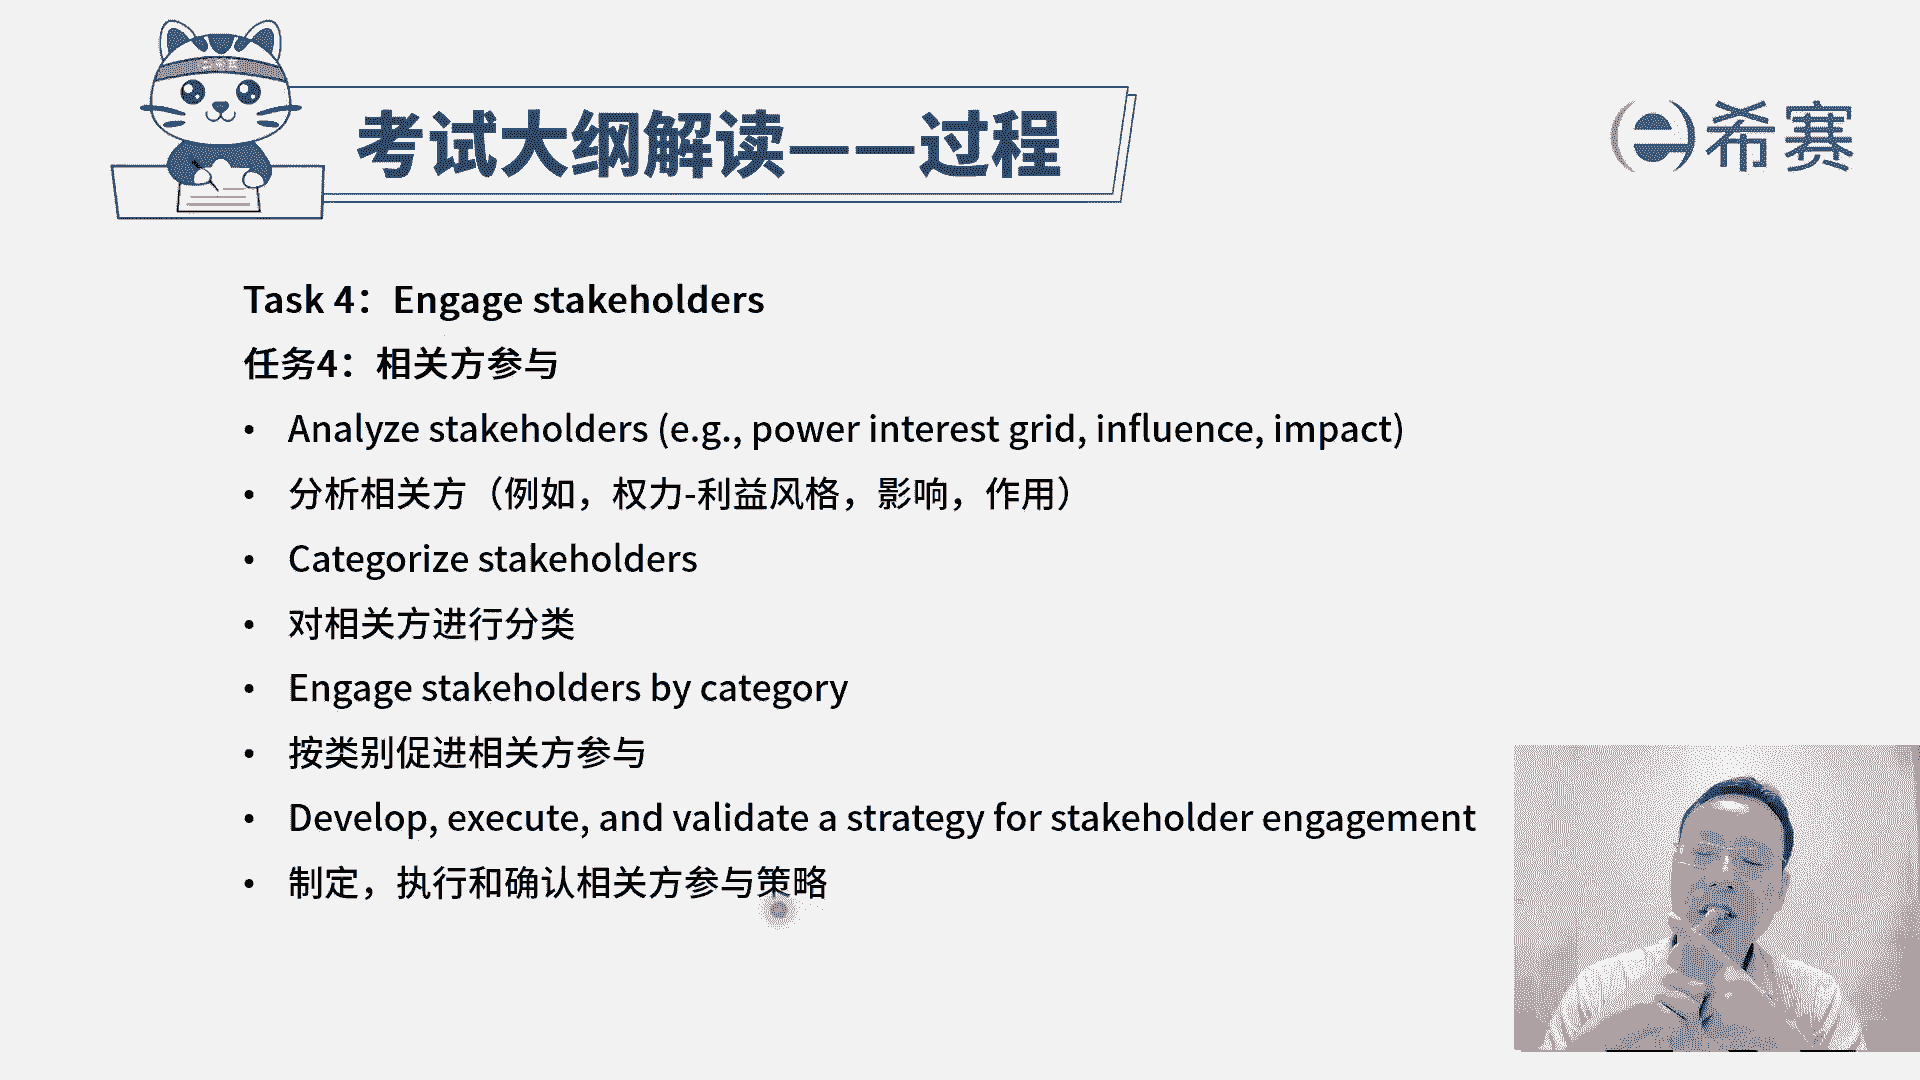 考试大纲解读——过程
希赛
Task 4：Engage stakeholders
任务4：相关方参与
• Analyze stakeholders (e.g., power interest grid, influence, impact)
• 分析相关方（例如，权力-利益风格，影响，作用）
• Categorize stakeholders
• 对相关方进行分类
• Engage stakeholders by category
• 按类别促进相关方参与
• Develop, execute, and validate a strategy for stakeholder engagement
• 制定，执行和确认相关方参与策略